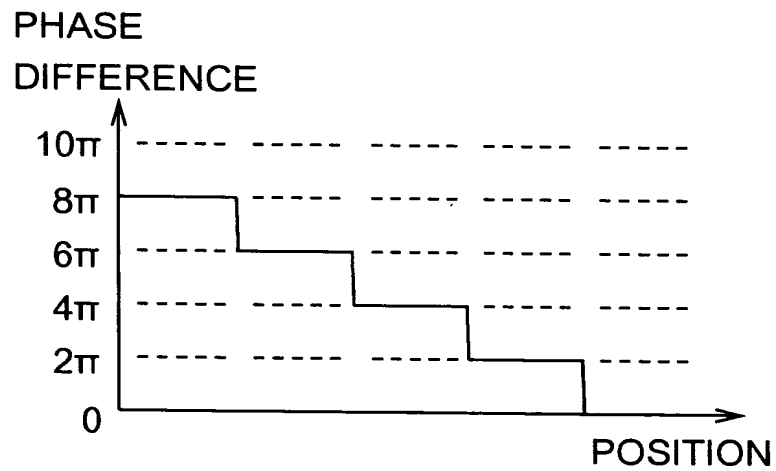 PHASE
DIFFERENCE
10π
8π
6π
4π
2π
0
POSITION